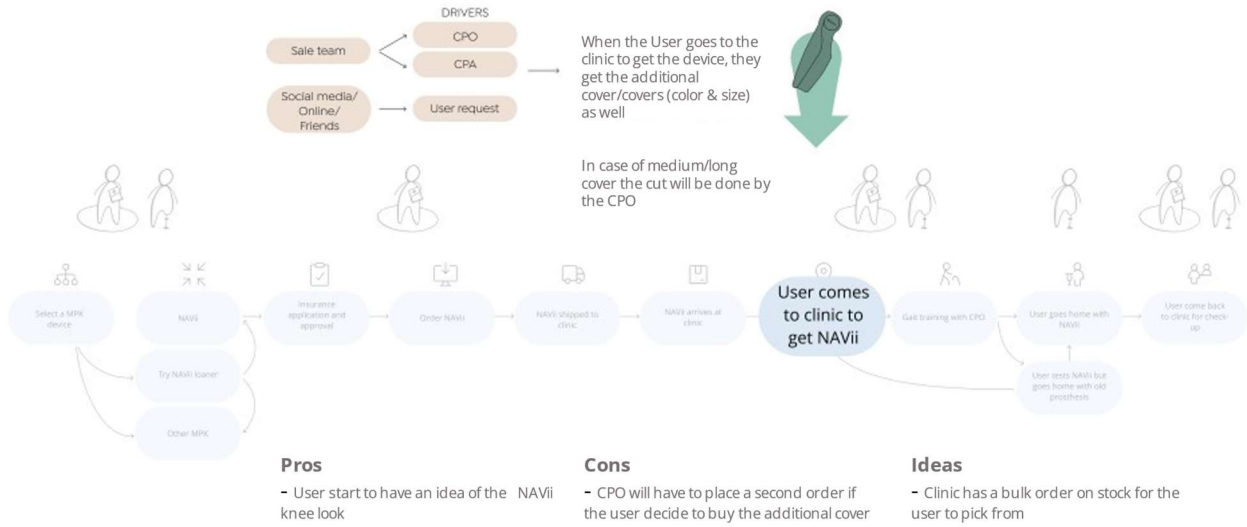 DRIVERS
Sale team
CPO
CPA
Social media/
Online/
Friends
User request
When the User goes to the
clinic to get the device, they
get the additional
cover/covers (color & size)
as well
In case of medium/long
cover the cut will be done by
the CPO
Select a MPK
device
NAVii
Try NAVii loaner
Other MPK
Insurance
application and
approval
Order NAVii
NAVii shipped to
clinic
NAVii arrives at
clinic
User comes
to clinic to
get NAVii
Gait training with CPO
User goes home with
NAVii
User tests NAVii but
goes home with old
prosthesis
User come back
to clinic for check-
up
Pros
- User start to have an idea of the NAVii
knee look
Cons
- CPO will have to place a second order if
the user decide to buy the additional cover
Ideas
- Clinic has a bulk order on stock for the
user to pick from